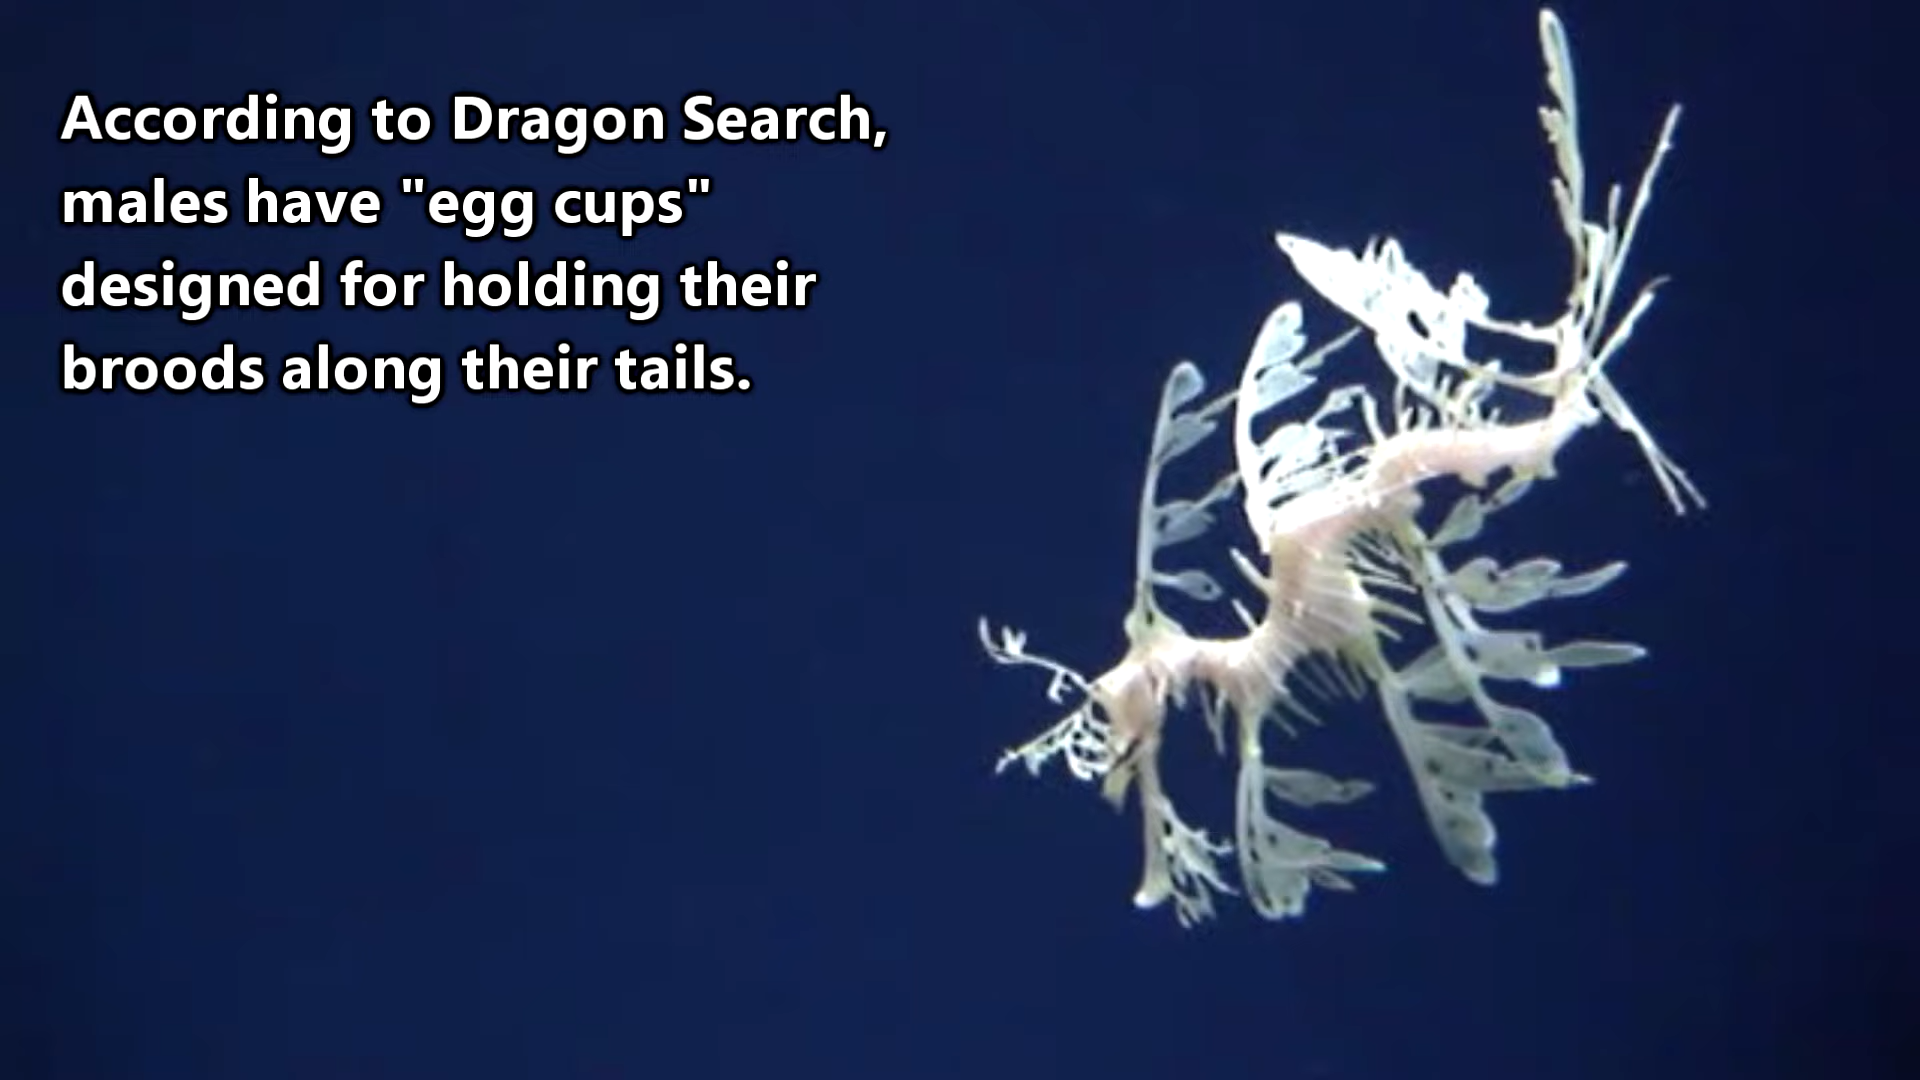 According to Dragon Search,
males have "egg cups"
designed for holding their
broods along their tails.